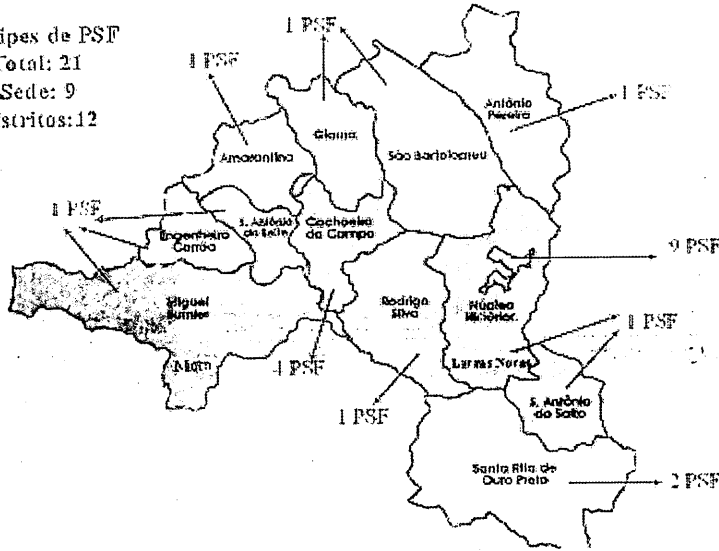 ipes de PSF
Total: 21
Sede: 9
stritos:12
1 PSF
1 PSF
1 PSF
Antônio
Pereira
Glaura
Amarantina
São Bartolomeu
1 PSF
Engenheiro
Corrêa
S. Antônio
do Leite
Cachoeira
do Campo
9 PSF
Miguel
Burnier
Rodrigo
Silva
Núcleo
Histórico
1 PSF
Miguel
Lavras Novas
4 PSF
1 PSF
S. Antônio
do Salto
Santa Rita de
Ouro Preto
2 PSF